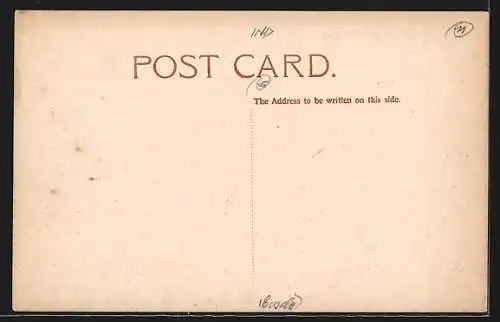 POST CARD.
The Address to be written on this side.